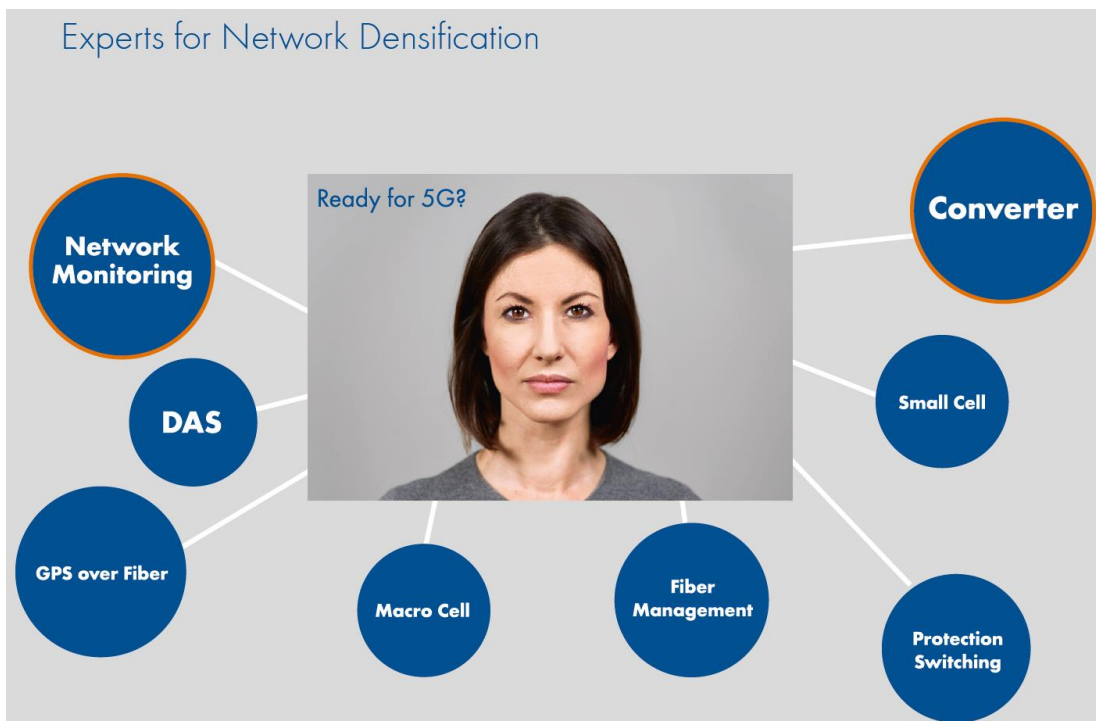 Experts for Network Densification
Ready for 5G?
Network
Monitoring
Converter
DAS
Small Cell
GPS over Fiber
Macro Cell
Fiber
Management
Protection
Switching